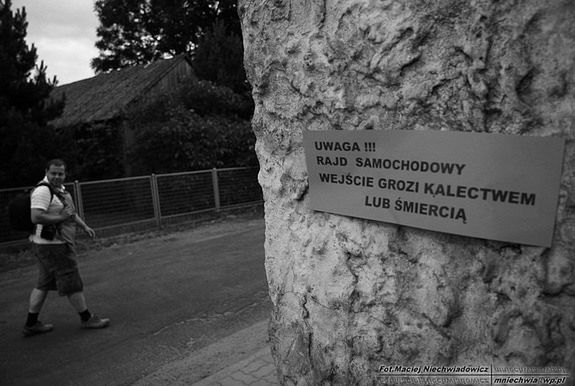 UWAGA !!!
RAJD SAMOCHODOWY
WEJŚCIE GROZI KALECTWEM
LUB ŚMIERCIĄ
Fot.Maciej Niechwiadowicz
mniechwia@wp.pl